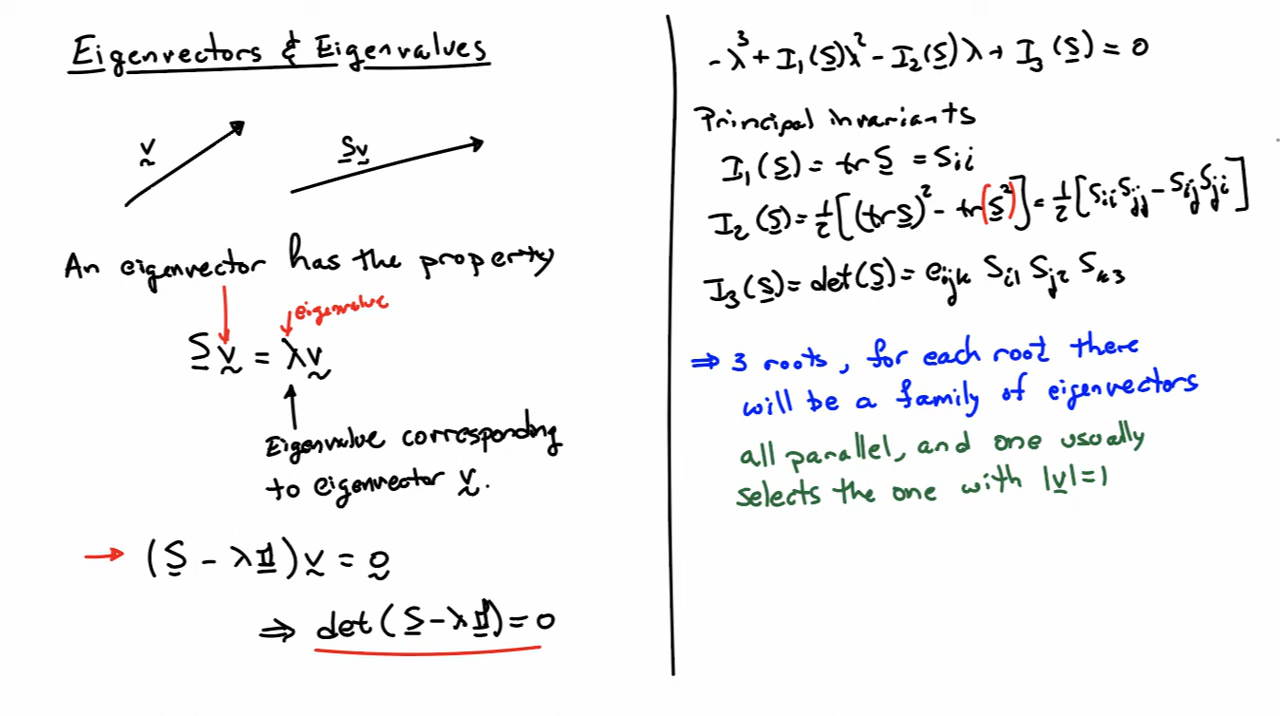 Eigenvectors & Eigenvalues
v
Sv
An eigenvector has the property
eigenvalue
S v = λv
Eigenvalue corresponding
to eigenvector v.
→ (S - λ𝟙)v = 0
⇒ det(S - λ𝟙) = 0
-λ³ + I₁(S)λ² - I₂(S)λ + I₃(S) = 0
Principal invariants
I₁(S) = tr S = Sᵢᵢ
I₂(S) = ½[(tr S)² - tr(S²)] = ½[SᵢᵢSⱼⱼ - SᵢⱼSⱼᵢ]
I₃(S) = det(S) = eᵢⱼₖ Sᵢ₁ Sⱼ₂ Sₖ₃
⇒ 3 roots, for each root there
will be a family of eigenvectors
all parallel, and one usually
selects the one with |v|=1